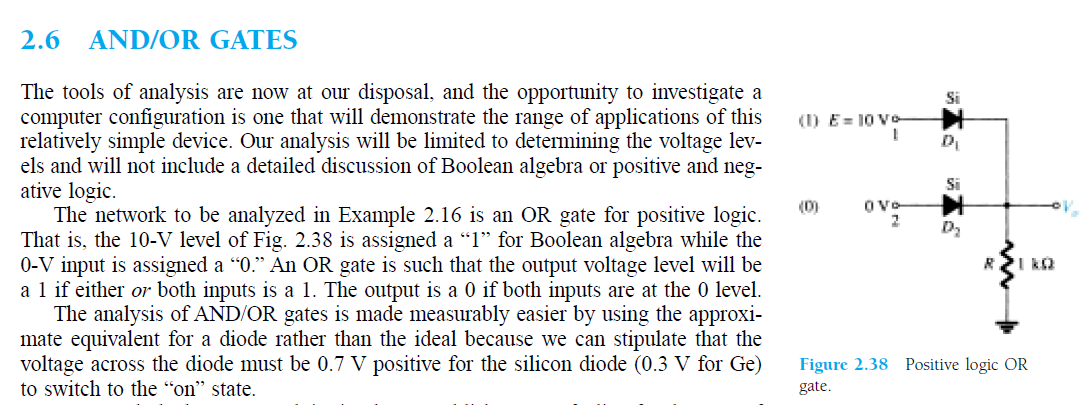 2.6 AND/OR GATES
The tools of analysis are now at our disposal, and the opportunity to investigate a
computer configuration is one that will demonstrate the range of applications of this
relatively simple device. Our analysis will be limited to determining the voltage lev-
els and will not include a detailed discussion of Boolean algebra or positive and neg-
ative logic.
The network to be analyzed in Example 2.16 is an OR gate for positive logic.
That is, the 10-V level of Fig. 2.38 is assigned a “1” for Boolean algebra while the
0-V input is assigned a “0.” An OR gate is such that the output voltage level will be
a 1 if either or both inputs is a 1. The output is a 0 if both inputs are at the 0 level.
The analysis of AND/OR gates is made measurably easier by using the approxi-
mate equivalent for a diode rather than the ideal because we can stipulate that the
voltage across the diode must be 0.7 V positive for the silicon diode (0.3 V for Ge)
to switch to the “on” state.
Si
(1) E = 10 V
1
D₁
Si
(0) 0 V
2
D₂
Vₒ
R 1 kΩ
Figure 2.38 Positive logic OR
gate.